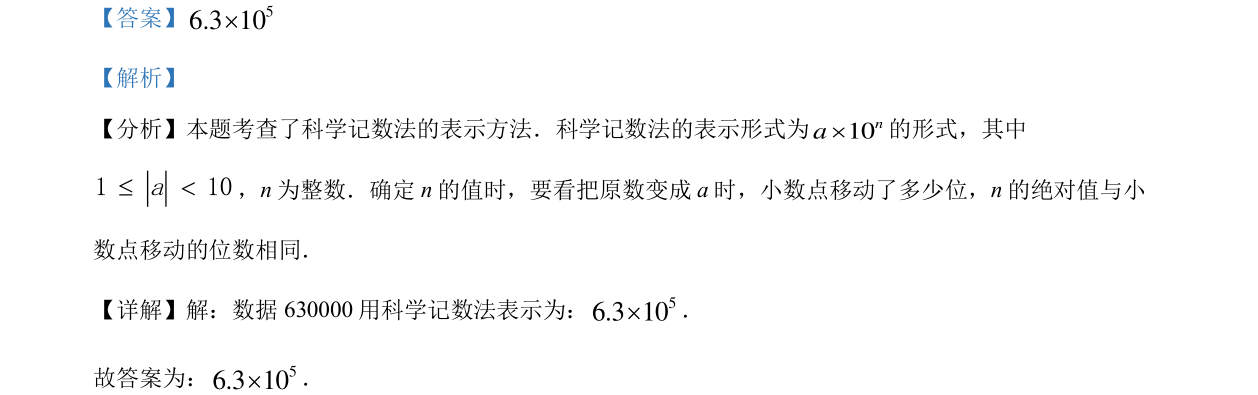 【答案】6.3×10⁵
【解析】
【分析】本题考查了科学记数法的表示方法．科学记数法的表示形式为a×10ⁿ的形式，其中
1 ≤ |a| < 10，n为整数．确定n的值时，要看把原数变成a时，小数点移动了多少位，n的绝对值与小
数点移动的位数相同．
【详解】解：数据630000用科学记数法表示为：6.3×10⁵．
故答案为：6.3×10⁵．